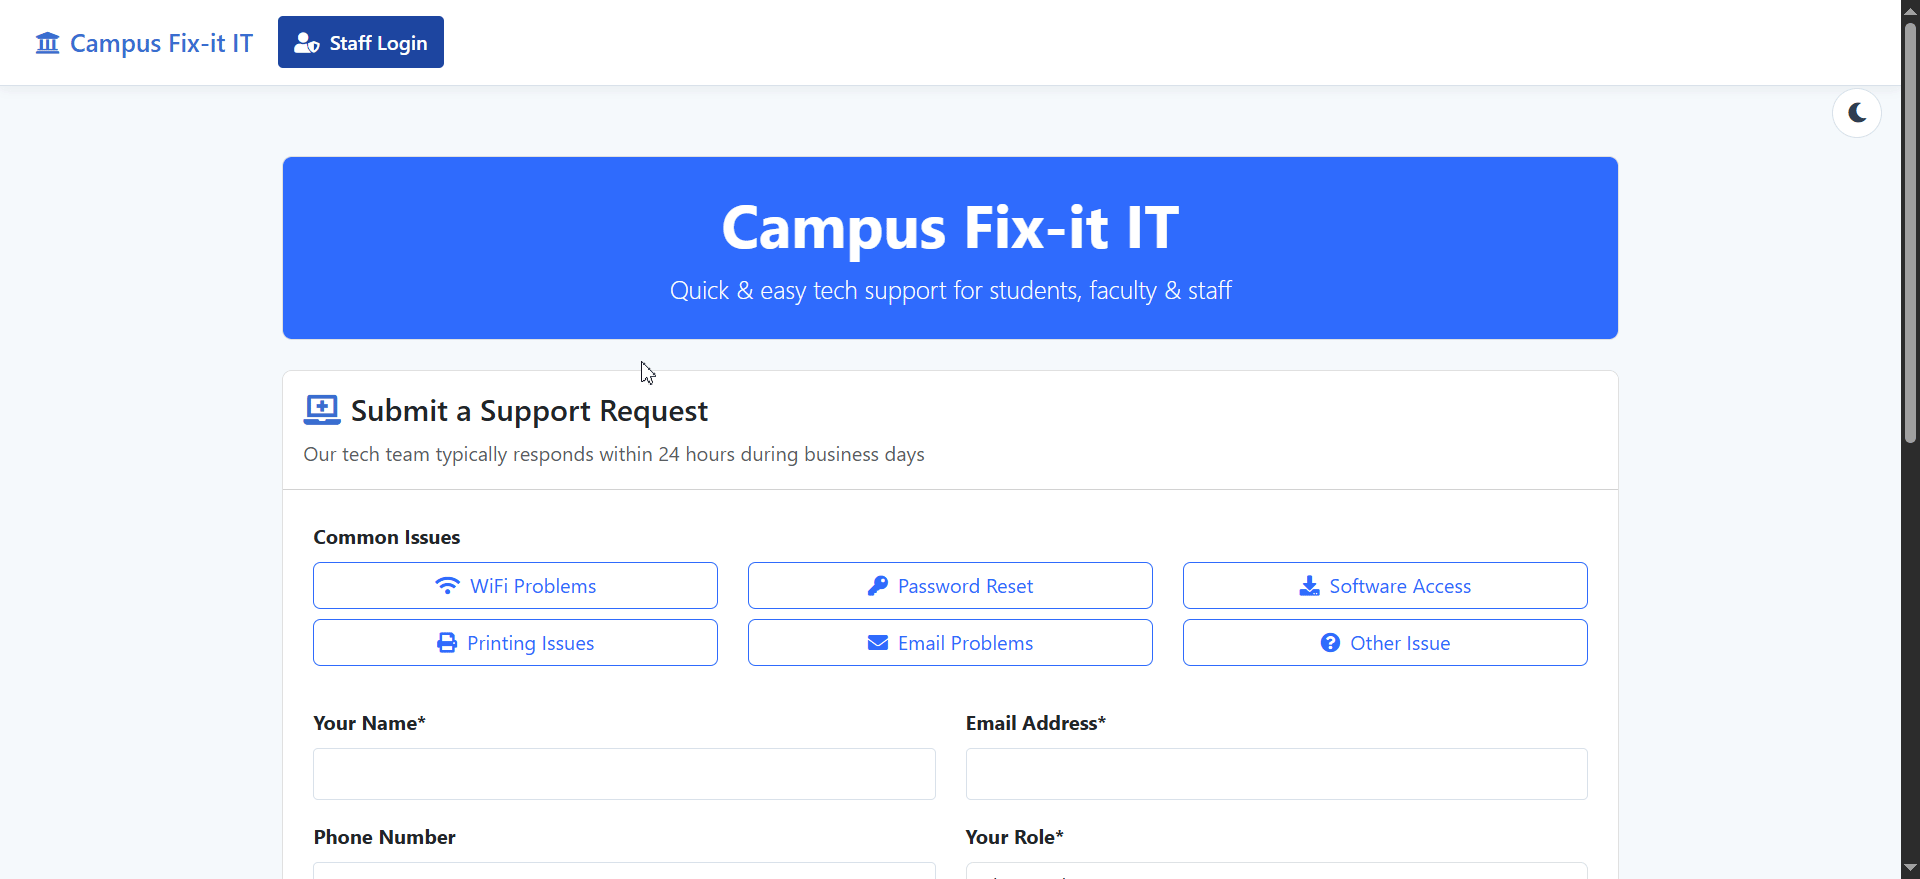 Campus Fix-it IT
Staff Login
Campus Fix-it IT
Quick & easy tech support for students, faculty & staff
Submit a Support Request
Our tech team typically responds within 24 hours during business days
Common Issues
WiFi Problems
Password Reset
Software Access
Printing Issues
Email Problems
Other Issue
Your Name*
Email Address*
Phone Number
Your Role*